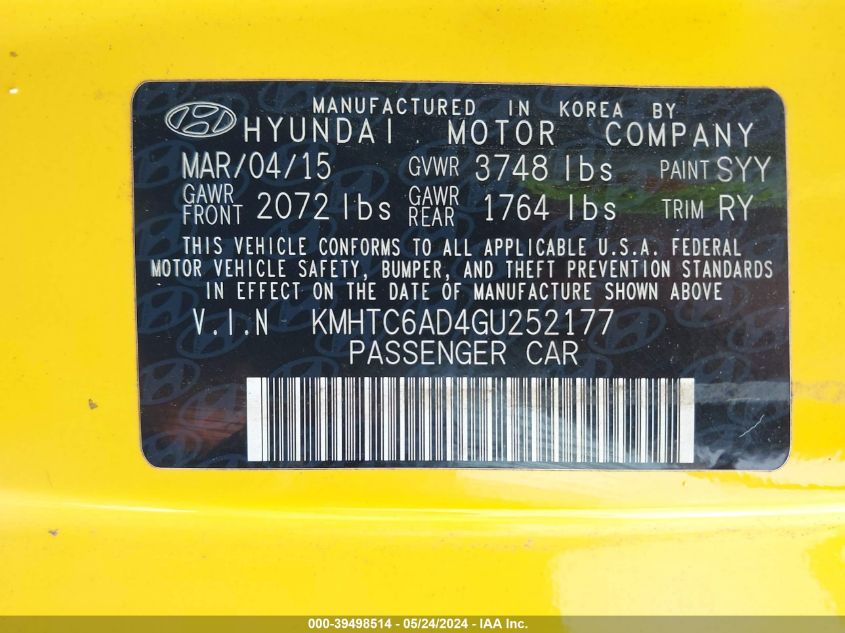 MANUFACTURED IN KOREA BY
HYUNDAI MOTOR COMPANY
MAR/04/15 GVWR 3748 lbs PAINT SYY
GAWR FRONT 2072 lbs GAWR REAR 1764 lbs TRIM RY
THIS VEHICLE CONFORMS TO ALL APPLICABLE U.S.A. FEDERAL
MOTOR VEHICLE SAFETY, BUMPER, AND THEFT PREVENTION STANDARDS
IN EFFECT ON THE DATE OF MANUFACTURE SHOWN ABOVE
V.I.N KMHTC6AD4GU252177
PASSENGER CAR
000-39498514 - 05/24/2024 - IAA Inc.